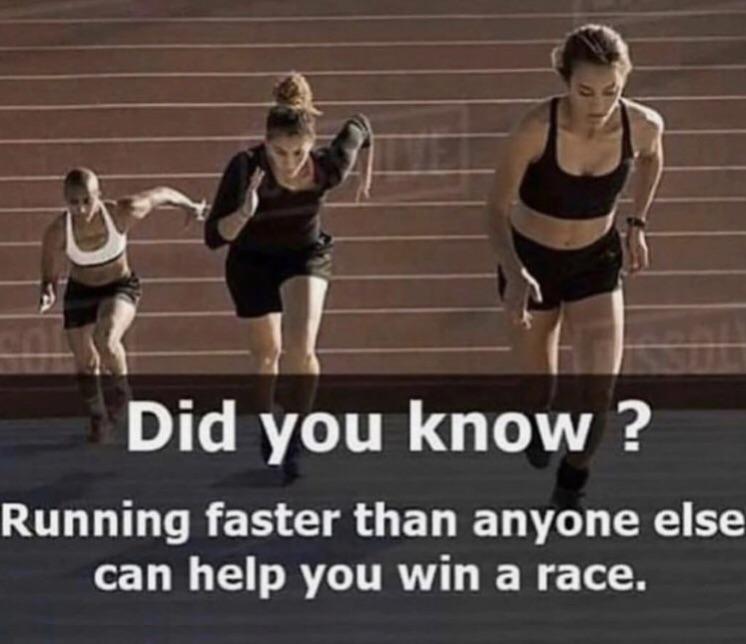 Did you know ?
Running faster than anyone else
can help you win a race.